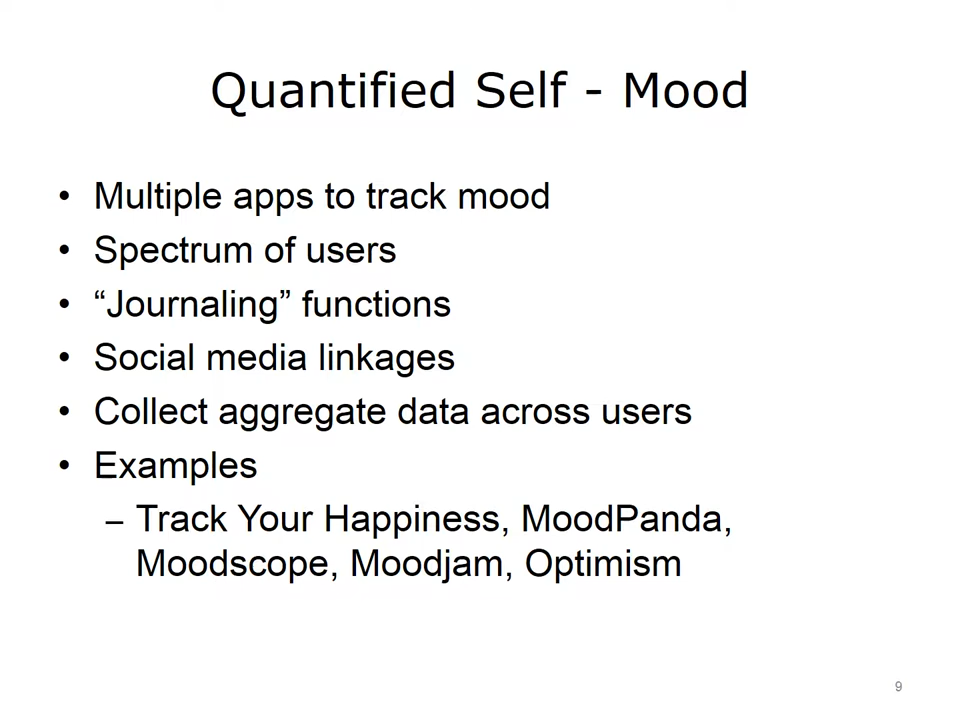 Quantified Self - Mood
• Multiple apps to track mood
• Spectrum of users
• “Journaling” functions
• Social media linkages
• Collect aggregate data across users
• Examples
– Track Your Happiness, MoodPanda,
Moodscope, Moodjam, Optimism
9